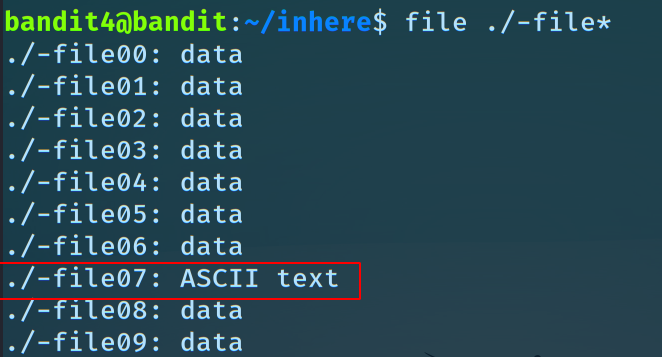 bandit4@bandit:~/inhere$ file ./-file*
./-file00: data
./-file01: data
./-file02: data
./-file03: data
./-file04: data
./-file05: data
./-file06: data
./-file07: ASCII text
./-file08: data
./-file09: data